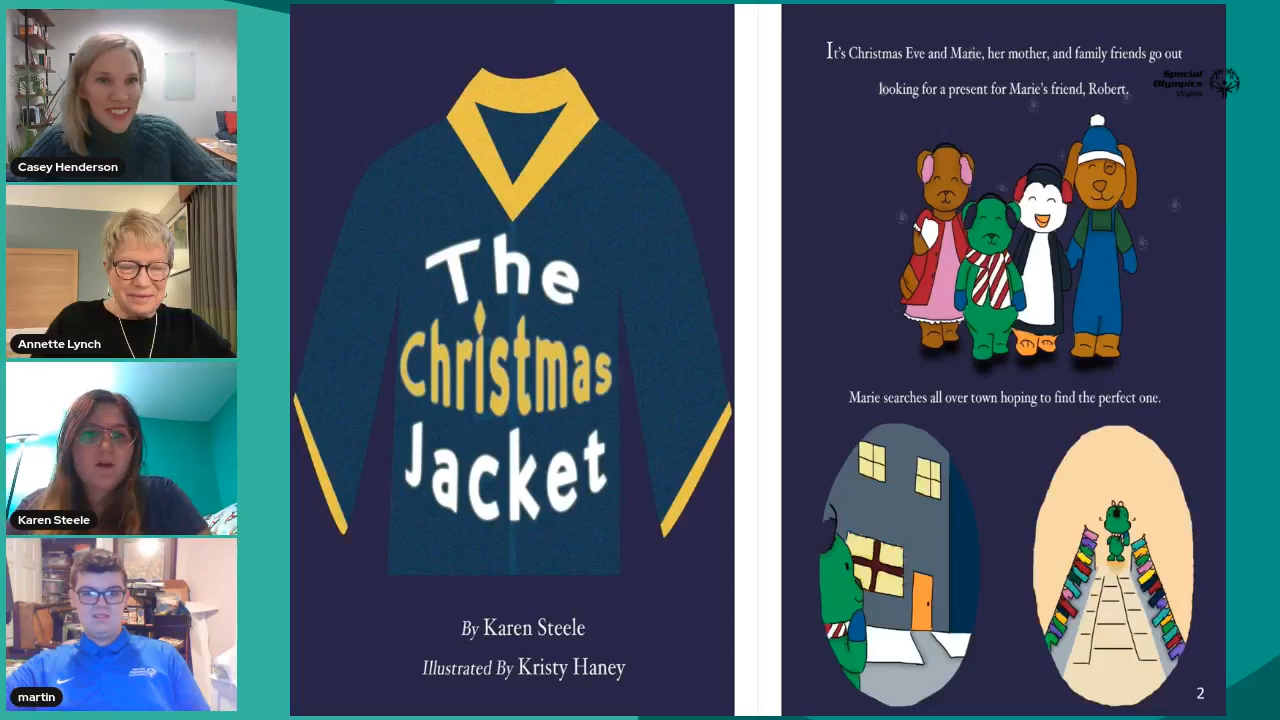 Casey Henderson
Annette Lynch
Karen Steele
martin
The
Christmas
Jacket
By Karen Steele
Illustrated By Kristy Haney
It's Christmas Eve and Marie, her mother, and family friends go out
looking for a present for Marie's friend, Robert.
Special
Olympics
Virginia
Marie searches all over town hoping to find the perfect one.
2